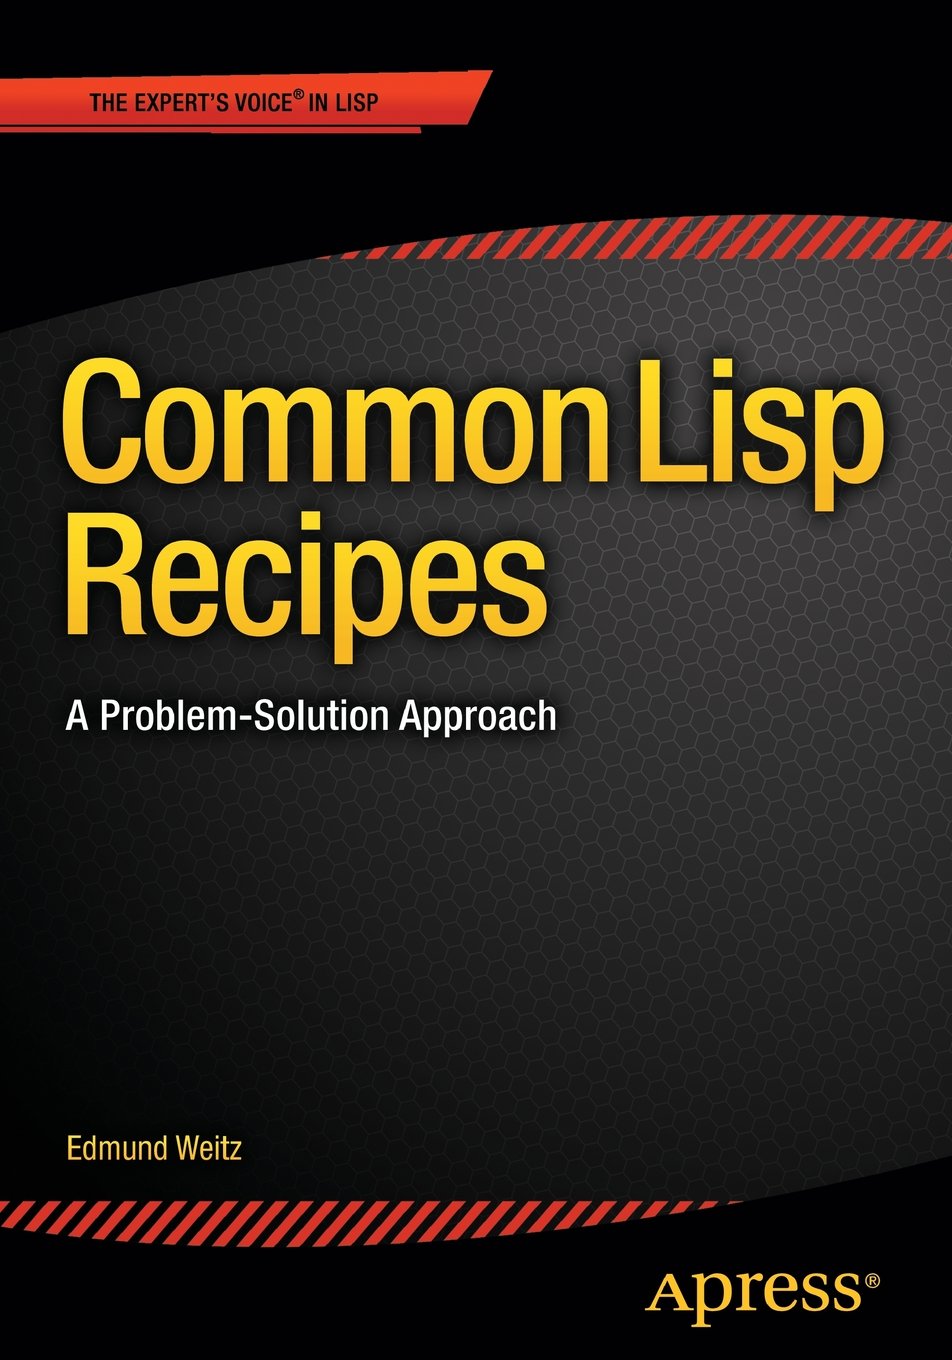 THE EXPERT'S VOICE® IN LISP
Common Lisp
Recipes
A Problem-Solution Approach
Edmund Weitz
Apress®